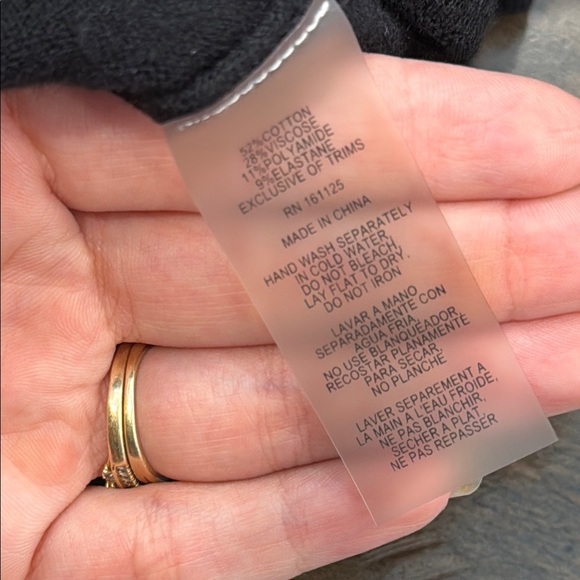 52%COTTON
28%VISCOSE
11%POLYAMIDE
9%ELASTANE
EXCLUSIVE OF TRIMS
RN 161125
MADE IN CHINA
HAND WASH SEPARATELY
IN COLD WATER,
DO NOT BLEACH,
LAY FLAT TO DRY.
DO NOT IRON
LAVAR A MANO
SEPARADAMENTE CON
AGUA FRIA,
NO USE BLANQUEADOR,
RECOSTAR PLANAMENTE
PARA SECAR,
NO PLANCHE
LAVER SEPAREMENT A
LA MAIN A L'EAU FROIDE,
NE PAS BLANCHIR,
SECHER A PLAT,
NE PAS REPASSER